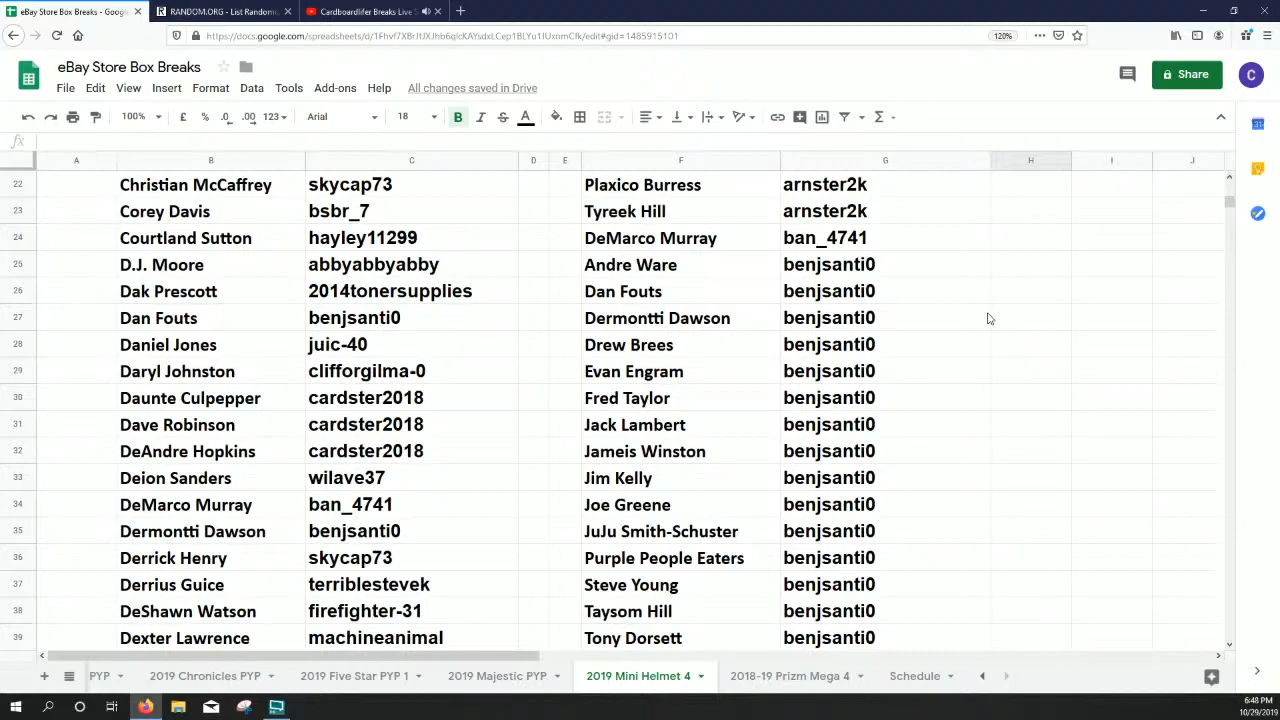 eBay Store Box Breaks - Google
RANDOM.ORG - List Randomi
Cardboardlifer Breaks Live S
120%
eBay Store Box Breaks
Share
C
File Edit View Insert Format Data Tools Add-ons Help All changes saved in Drive
100% £ % .0 .00 123 Arial 18 B I S A
fx
A B C D E F G H I J
22 Christian McCaffrey skycap73 Plaxico Burress arnster2k
23 Corey Davis bsbr_7 Tyreek Hill arnster2k
24 Courtland Sutton hayley11299 DeMarco Murray ban_4741
25 D.J. Moore abbyabbyabby Andre Ware benjsanti0
26 Dak Prescott 2014tonersupplies Dan Fouts benjsanti0
27 Dan Fouts benjsanti0 Dermontti Dawson benjsanti0
28 Daniel Jones juic-40 Drew Brees benjsanti0
29 Daryl Johnston clifforgilma-0 Evan Engram benjsanti0
30 Daunte Culpepper cardster2018 Fred Taylor benjsanti0
31 Dave Robinson cardster2018 Jack Lambert benjsanti0
32 DeAndre Hopkins cardster2018 Jameis Winston benjsanti0
33 Deion Sanders wilave37 Jim Kelly benjsanti0
34 DeMarco Murray ban_4741 Joe Greene benjsanti0
35 Dermontti Dawson benjsanti0 JuJu Smith-Schuster benjsanti0
36 Derrick Henry skycap73 Purple People Eaters benjsanti0
37 Derrius Guice terriblestevek Steve Young benjsanti0
38 DeShawn Watson firefighter-31 Taysom Hill benjsanti0
39 Dexter Lawrence machineanimal Tony Dorsett benjsanti0
PYP 2019 Chronicles PYP 2019 Five Star PYP 1 2019 Majestic PYP 2019 Mini Helmet 4 2018-19 Prizm Mega 4 Schedule
6:48 PM
10/29/2019